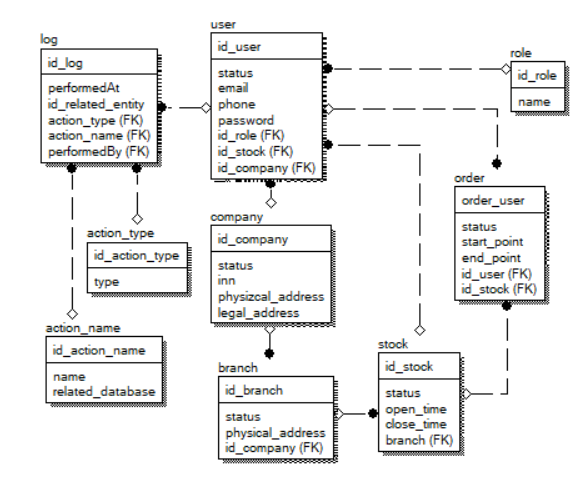 log
id_log
performedAt
id_related_entity
action_type (FK)
action_name (FK)
performedBy (FK)
user
id_user
status
email
phone
password
id_role (FK)
id_stock (FK)
id_company (FK)
role
id_role
name
order
order_user
status
start_point
end_point
id_user (FK)
id_stock (FK)
company
id_company
status
inn
physizcal_address
legal_address
action_type
id_action_type
type
action_name
id_action_name
name
related_database
branch
id_branch
status
physical_address
id_company (FK)
stock
id_stock
status
open_time
close_time
branch (FK)